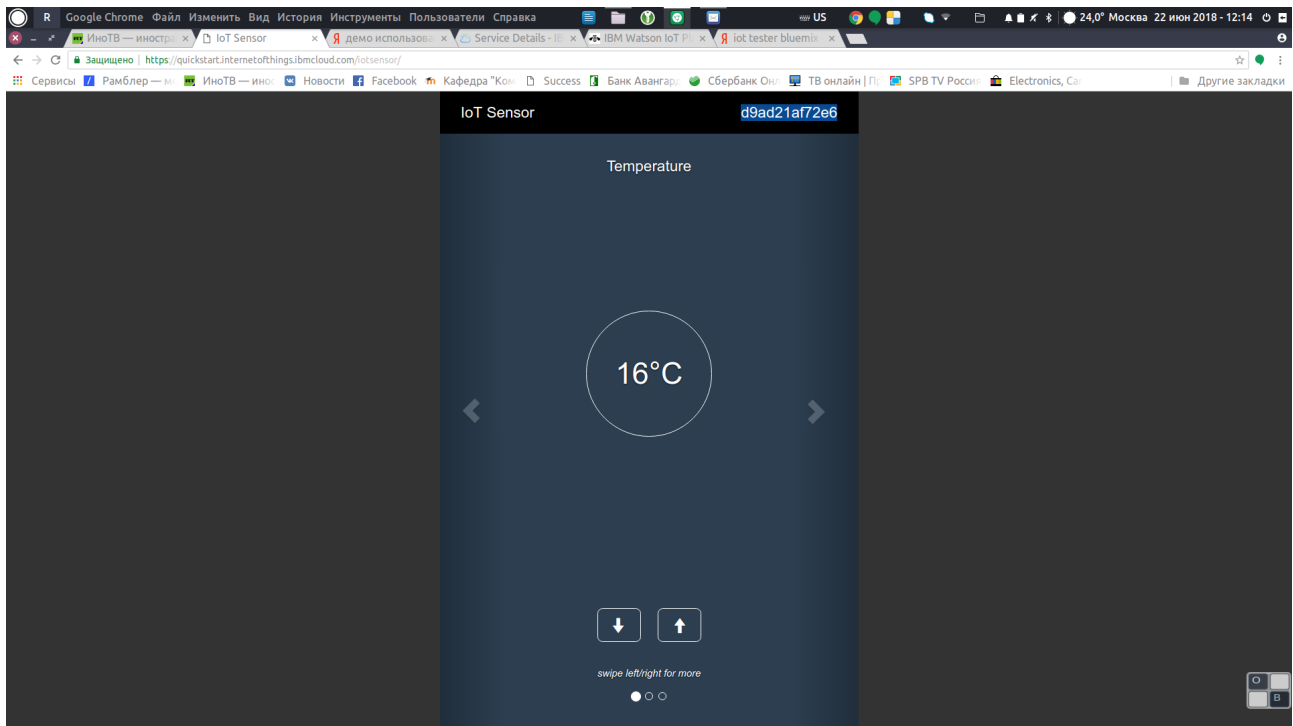 R Google Chrome Файл Изменить Вид История Инструменты Пользователи Справка US 24,0° Москва 22 июн 2018 - 12:14
ИноТВ — иностра IoT Sensor демо использова Service Details - IB IBM Watson IoT Pl iot tester bluemix
Защищено https://quickstart.internetofthings.ibmcloud.com/iotsensor/
Сервисы Рамблер — ИноТВ — инос Новости Facebook Кафедра "Ком Success Банк Авангард Сбербанк Онл ТВ онлайн | Пр SPB TV Россия Electronics, Ca Другие закладки
IoT Sensor d9ad21af72e6
Temperature
16°C
swipe left/right for more
O
B